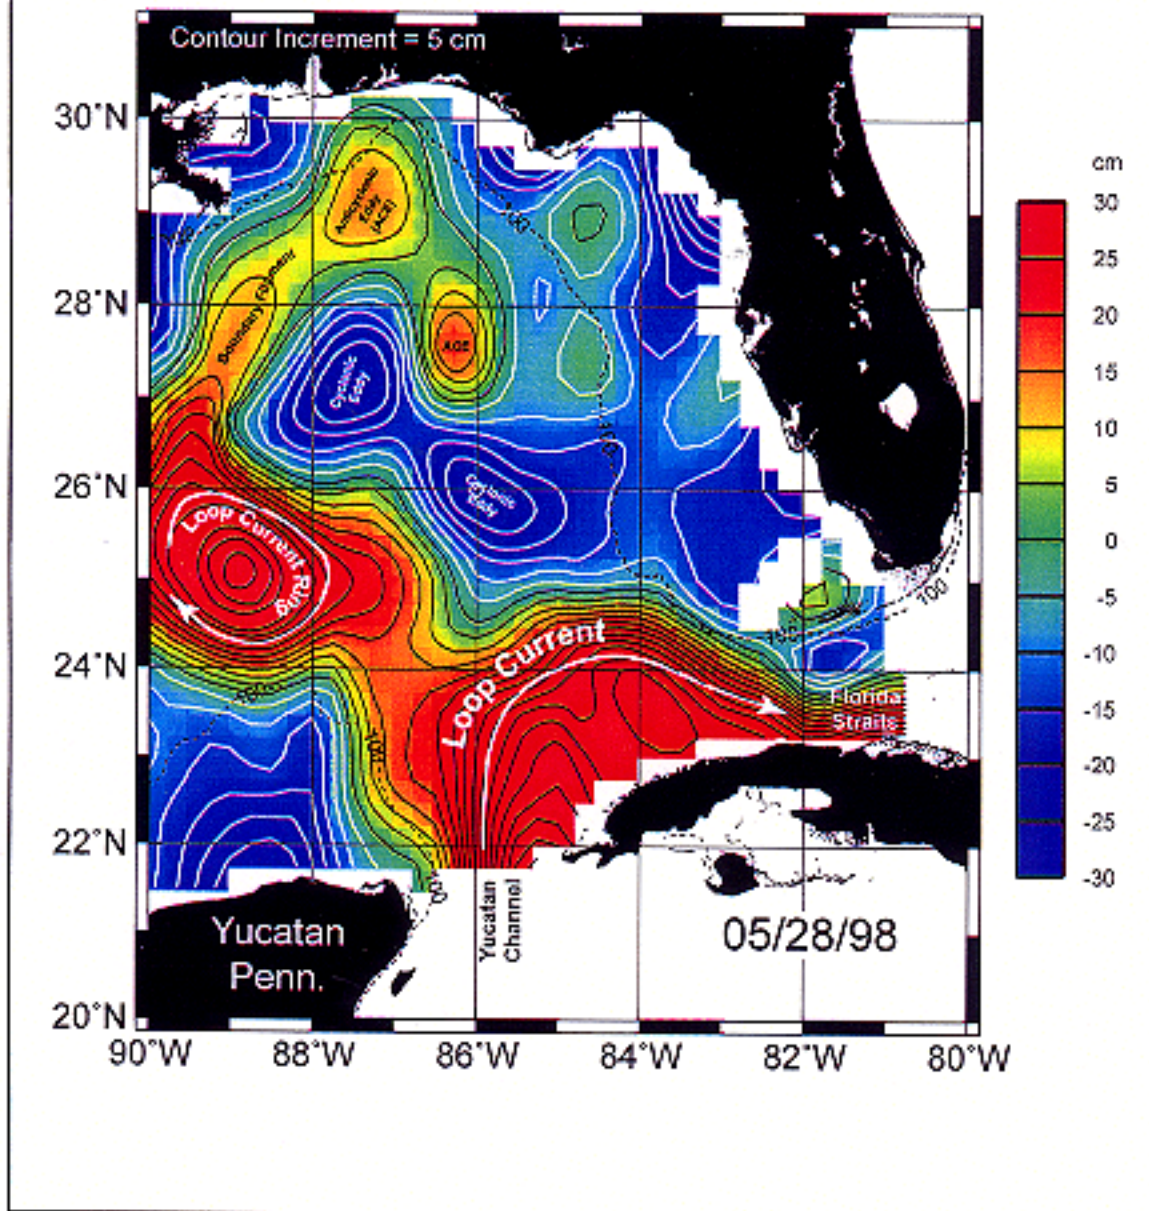 Contour Increment = 5 cm
30°N
28°N
26°N
24°N
22°N
20°N
90°W
88°W
86°W
84°W
82°W
80°W
cm
30
25
20
15
10
5
0
-5
-10
-15
-20
-25
-30
Anticyclonic
Eddy
(ACE)
Boundary
ACE
Cyclonic
Eddy
Cyclonic
Eddy
Loop Current Ring
Loop Current
Florida
Straits
100
100
100
100
100
Yucatan
Channel
Yucatan
Penn.
05/28/98